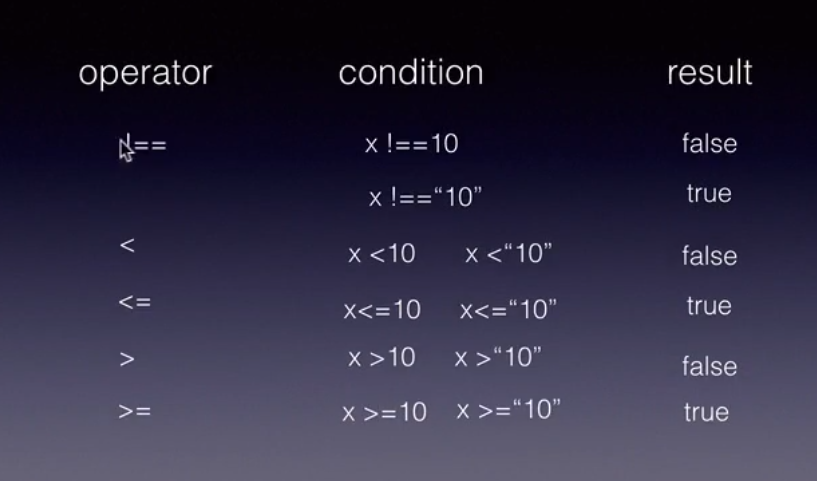 operator condition result
!== x !==10 false
x !==“10” true
< x <10 x <“10” false
<= x<=10 x<=“10” true
> x >10 x >“10” false
>= x >=10 x >=“10” true